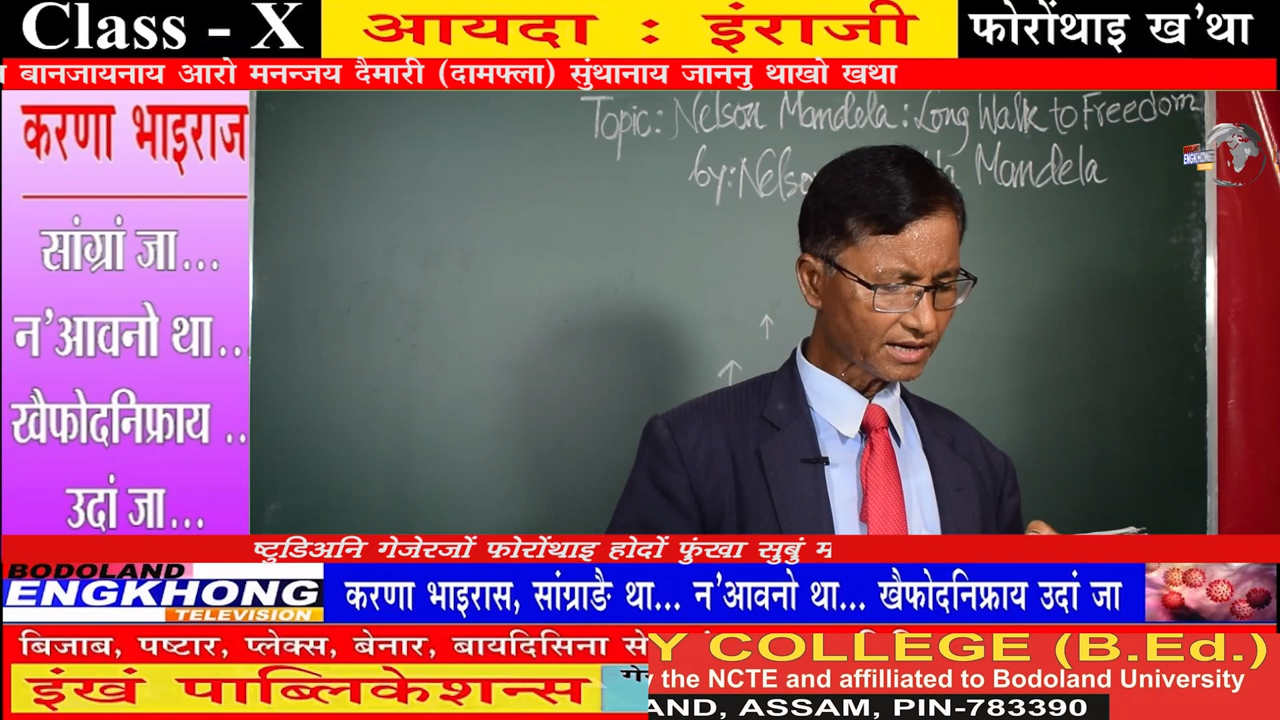 Class - X
आयदा : इंराजी
फोरोंथाइ ख'था
बानजायनाय आरो मनन्जय दैमारी (दामफ्ला) सुंथानाय जाननु थाखो खथा
करणा भाइराज
सांग्रां जा...
न'आवनो था...
खैफोदनिफ्राय ..
उदां जा...
Topic: Nelson Mandela: Long Walk to Freedom
by: Nelson Mandela
ENGKHONG
ष्टुडिअनि गेजेरजों फोरोंथाइ होदों फुंखा सुबुं
BODOLAND
ENGKHONG
TELEVISION
करणा भाइरास, सांग्राङै था... न'आवनो था... खैफोदनिफ्राय उदां जा
बिजाब, पष्टार, प्लेक्स, बेनार, बायदिसिना
इंखं पाब्लिकेशन्स
Y COLLEGE (B.Ed.)
the NCTE and affilliated to Bodoland University
AND, ASSAM, PIN-783390